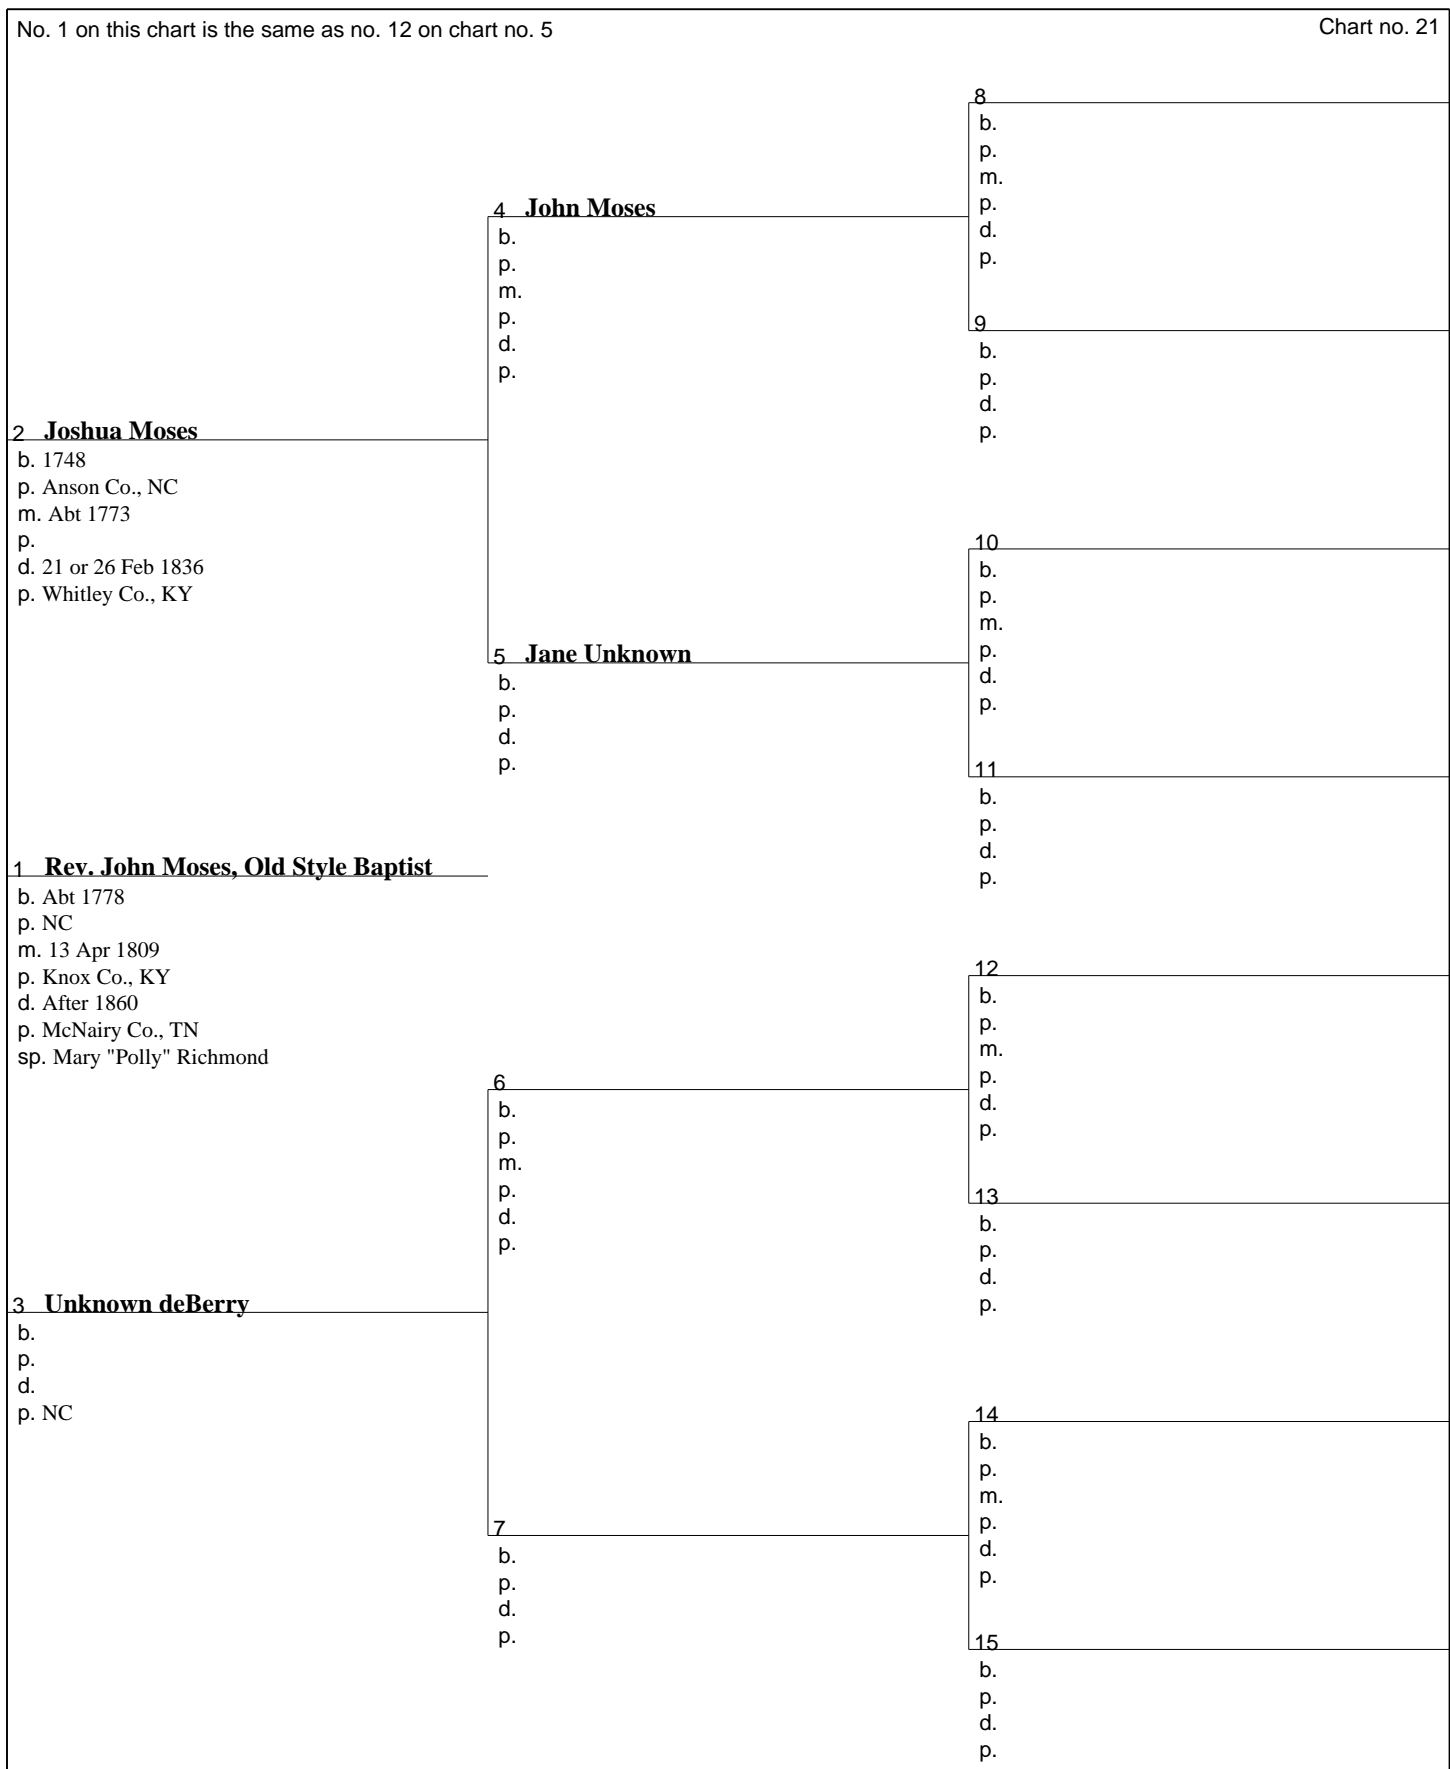 No. 1 on this chart is the same as no. 12 on chart no. 5
Chart no. 21
8
b.
p.
m.
p.
d.
p.
4 John Moses
b.
p.
m.
p.
d.
p.
9
b.
p.
d.
p.
2 Joshua Moses
b. 1748
p. Anson Co., NC
m. Abt 1773
p.
d. 21 or 26 Feb 1836
p. Whitley Co., KY
10
b.
p.
m.
p.
d.
p.
5 Jane Unknown
b.
p.
d.
p.
11
b.
p.
d.
p.
1 Rev. John Moses, Old Style Baptist
b. Abt 1778
p. NC
m. 13 Apr 1809
p. Knox Co., KY
d. After 1860
p. McNairy Co., TN
sp. Mary "Polly" Richmond
12
b.
p.
m.
p.
d.
p.
6
b.
p.
m.
p.
d.
p.
13
b.
p.
d.
p.
3 Unknown deBerry
b.
p.
d.
p. NC
14
b.
p.
m.
p.
d.
p.
7
b.
p.
d.
p.
15
b.
p.
d.
p.